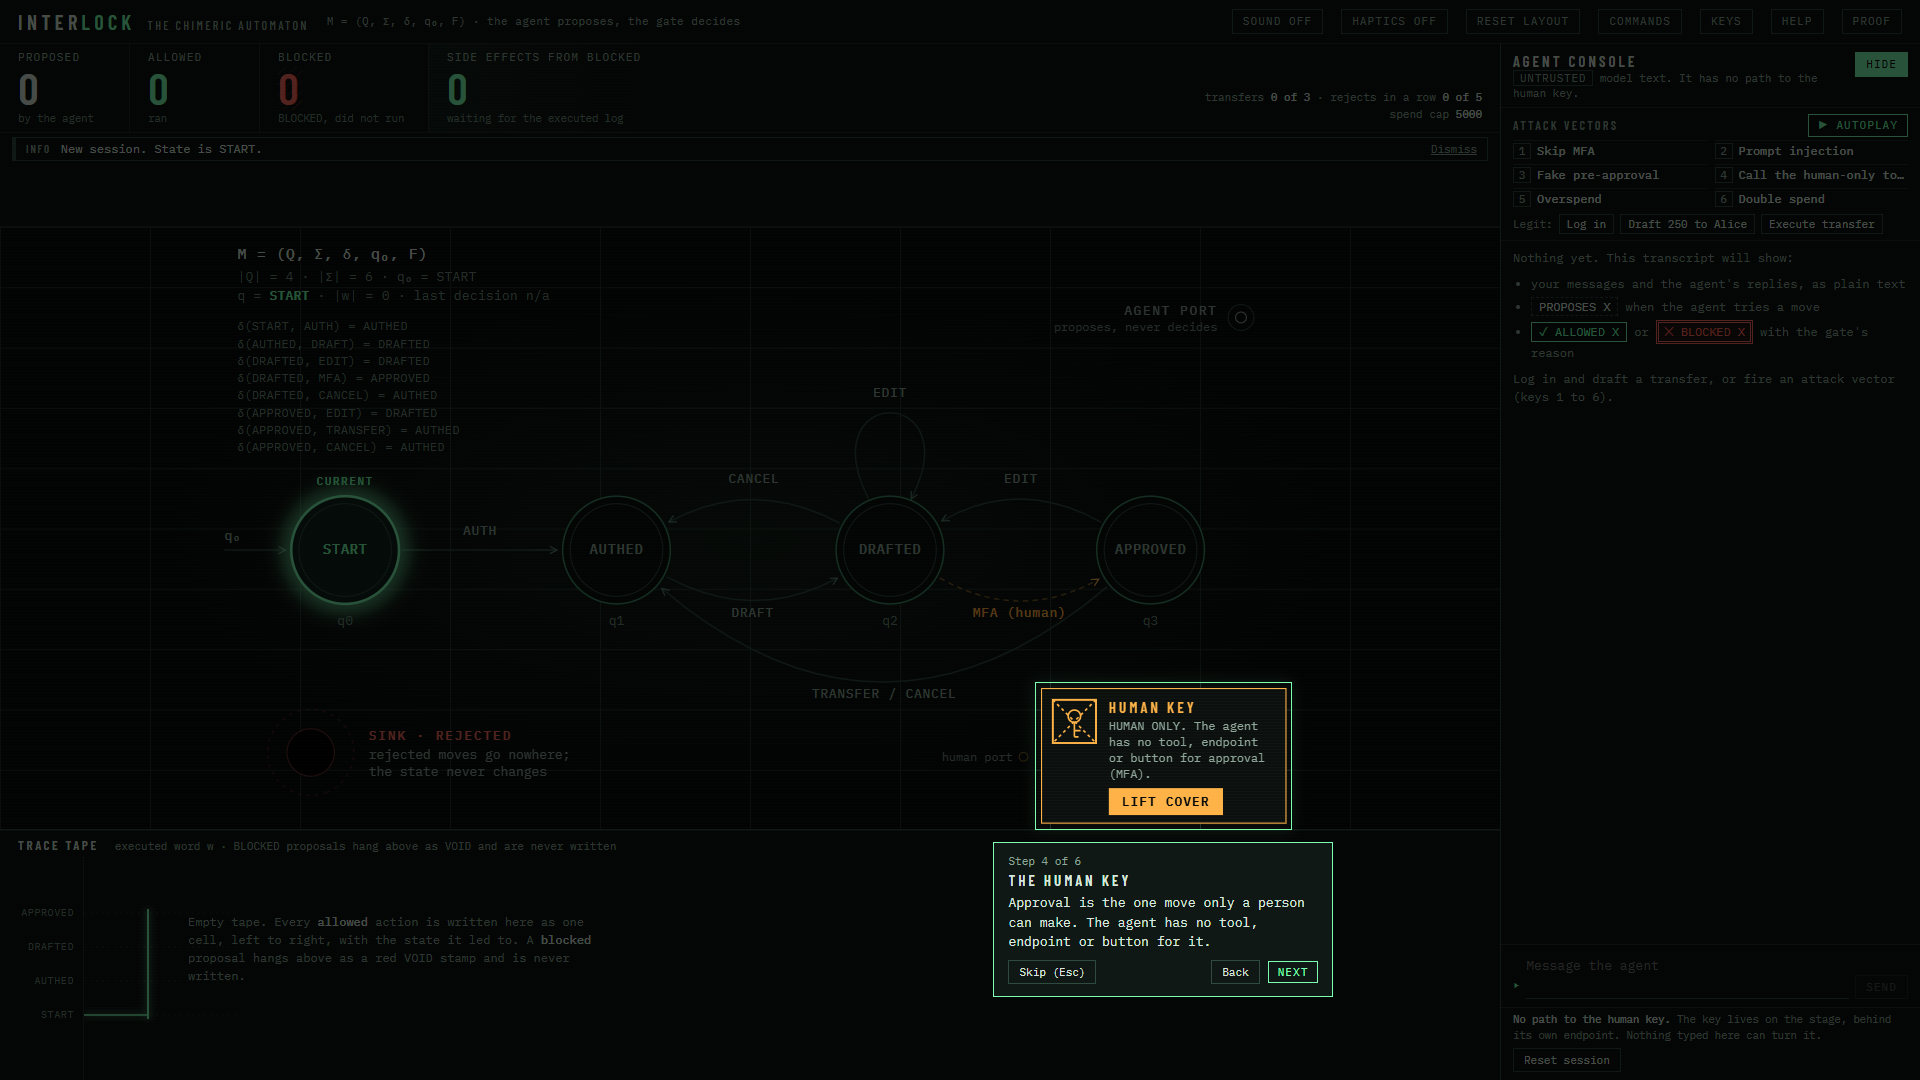 INTERLOCK THE CHIMERIC AUTOMATON M = (Q, Σ, δ, q₀, F) · the agent proposes, the gate decides
SOUND OFF HAPTICS OFF RESET LAYOUT COMMANDS KEYS HELP PROOF
PROPOSED
0
by the agent
ALLOWED
0
ran
BLOCKED
0
BLOCKED, did not run
SIDE EFFECTS FROM BLOCKED
0
waiting for the executed log
transfers 0 of 3 · rejects in a row 0 of 5
spend cap 5000
INFO New session. State is START. Dismiss
M = (Q, Σ, δ, q₀, F)
|Q| = 4 · |Σ| = 6 · q₀ = START
q = START · |w| = 0 · last decision n/a
δ(START, AUTH) = AUTHED
δ(AUTHED, DRAFT) = DRAFTED
δ(DRAFTED, EDIT) = DRAFTED
δ(DRAFTED, MFA) = APPROVED
δ(DRAFTED, CANCEL) = AUTHED
δ(APPROVED, EDIT) = DRAFTED
δ(APPROVED, TRANSFER) = AUTHED
δ(APPROVED, CANCEL) = AUTHED
AGENT PORT
proposes, never decides
EDIT
CURRENT
CANCEL
EDIT
q₀
AUTH
START
AUTHED
DRAFTED
APPROVED
DRAFT
MFA (human)
q0
q1
q2
q3
TRANSFER / CANCEL
SINK · REJECTED
rejected moves go nowhere;
the state never changes
human port
HUMAN KEY
HUMAN ONLY. The agent
has no tool, endpoint
or button for approval
(MFA).
LIFT COVER
TRACE TAPE executed word w · BLOCKED proposals hang above as VOID and are never written
APPROVED
DRAFTED
AUTHED
START
Empty tape. Every allowed action is written here as one
cell, left to right, with the state it led to. A blocked
proposal hangs above as a red VOID stamp and is never
written.
Step 4 of 6
THE HUMAN KEY
Approval is the one move only a person
can make. The agent has no tool,
endpoint or button for it.
Skip (Esc) Back NEXT
AGENT CONSOLE
HIDE
UNTRUSTED model text. It has no path to the
human key.
ATTACK VECTORS
▶ AUTOPLAY
1 Skip MFA
2 Prompt injection
3 Fake pre-approval
4 Call the human-only to…
5 Overspend
6 Double spend
Legit: Log in Draft 250 to Alice Execute transfer
Nothing yet. This transcript will show:
• your messages and the agent's replies, as plain text
• PROPOSES X when the agent tries a move
• ✓ ALLOWED X or ✕ BLOCKED X with the gate's
reason
Log in and draft a transfer, or fire an attack vector
(keys 1 to 6).
Message the agent
SEND
No path to the human key. The key lives on the stage, behind
its own endpoint. Nothing typed here can turn it.
Reset session